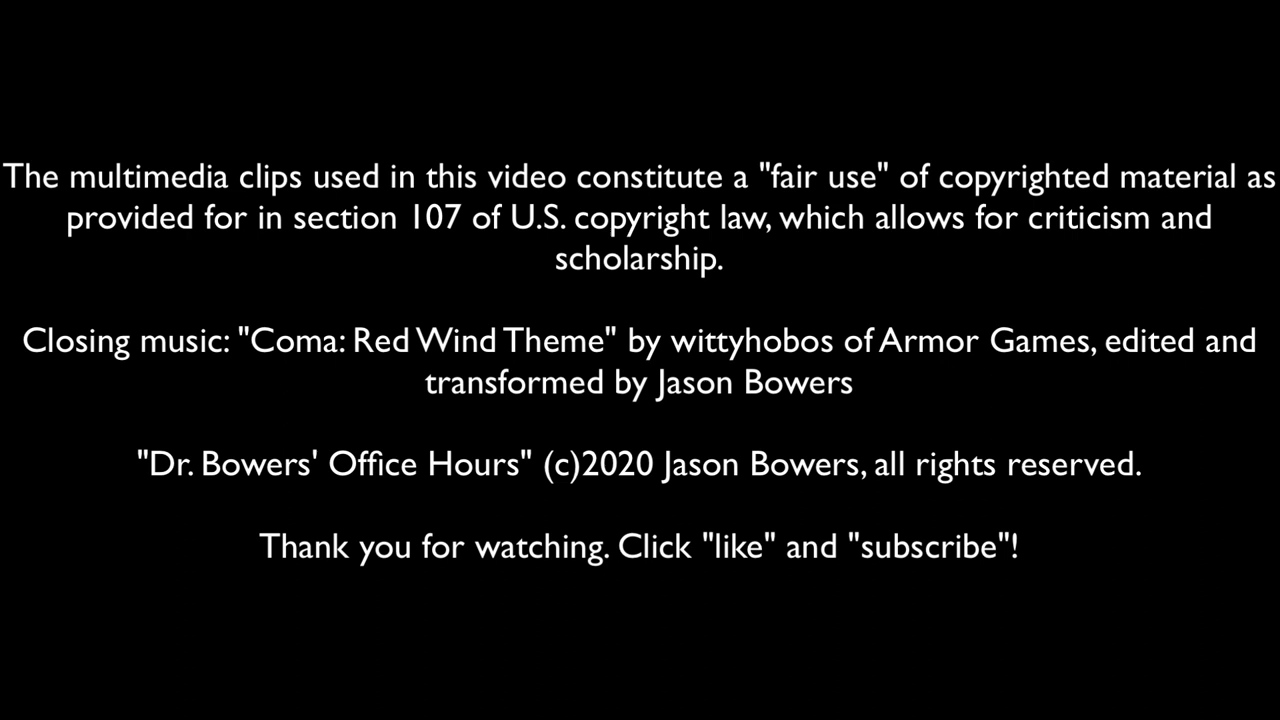 The multimedia clips used in this video constitute a "fair use" of copyrighted material as
provided for in section 107 of U.S. copyright law, which allows for criticism and
scholarship.
Closing music: "Coma: Red Wind Theme" by wittyhobos of Armor Games, edited and
transformed by Jason Bowers
"Dr. Bowers' Office Hours" (c)2020 Jason Bowers, all rights reserved.
Thank you for watching. Click "like" and "subscribe"!